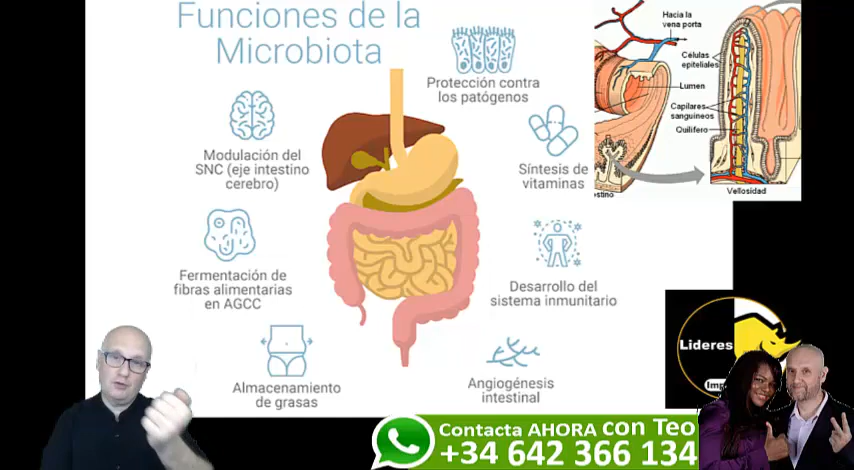 Funciones de la
Microbiota
Protección contra
los patógenos
Modulación del
SNC (eje intestino
cerebro)
Síntesis de
vitaminas
Fermentación de
fibras alimentarias
en AGCC
Desarrollo del
sistema inmunitario
Almacenamiento
de grasas
Angiogénesis
intestinal
Hacia la
vena porta
Células
epiteliales
Lumen
Capilares
sanguíneos
Quilífero
stino
Vellosidad
Lideres
Imp
Contacta AHORA con Teo
+34 642 366 134